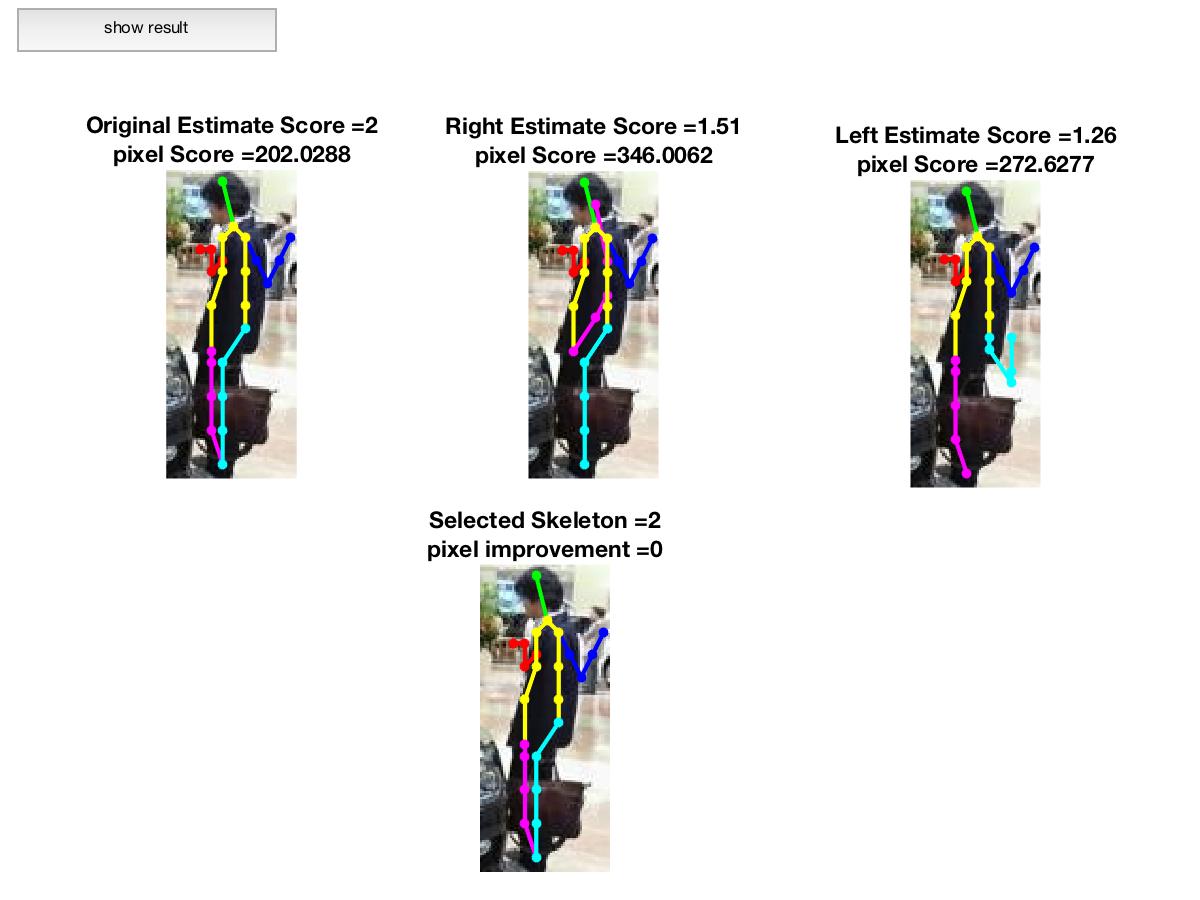 show result
Original Estimate Score =2
pixel Score =202.0288
Right Estimate Score =1.51
pixel Score =346.0062
Left Estimate Score =1.26
pixel Score =272.6277
Selected Skeleton =2
pixel improvement =0